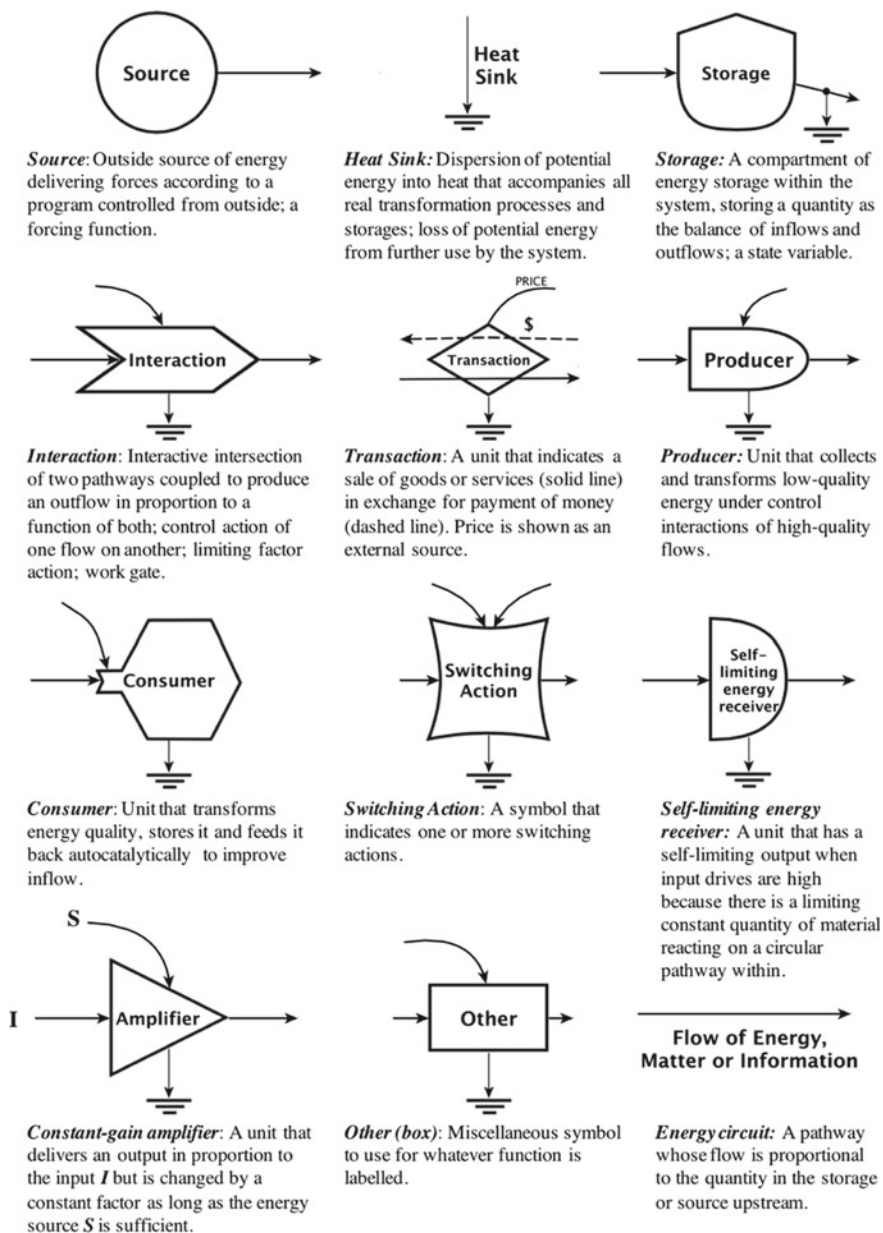 Source
Heat
Sink
Storage
Source: Outside source of energy
delivering forces according to a
program controlled from outside; a
forcing function.
Heat Sink: Dispersion of potential
energy into heat that accompanies all
real transformation processes and
storages; loss of potential energy
from further use by the system.
Storage: A compartment of
energy storage within the
system, storing a quantity as
the balance of inflows and
outflows; a state variable.
Interaction
PRICE
$
Transaction
Producer
Interaction: Interactive intersection
of two pathways coupled to produce
an outflow in proportion to a
function of both; control action of
one flow on another; limiting factor
action; work gate.
Transaction: A unit that indicates a
sale of goods or services (solid line)
in exchange for payment of money
(dashed line). Price is shown as an
external source.
Producer: Unit that collects
and transforms low-quality
energy under control
interactions of high-quality
flows.
Consumer
Switching
Action
Self-
limiting
energy
receiver
Consumer: Unit that transforms
energy quality, stores it and feeds it
back autocatalytically to improve
inflow.
Switching Action: A symbol that
indicates one or more switching
actions.
Self-limiting energy
receiver: A unit that has a
self-limiting output when
input drives are high
because there is a limiting
constant quantity of material
reacting on a circular
pathway within.
S
I
Amplifier
Other
Flow of Energy,
Matter or Information
Constant-gain amplifier: A unit that
delivers an output in proportion to
the input I but is changed by a
constant factor as long as the energy
source S is sufficient.
Other (box): Miscellaneous symbol
to use for whatever function is
labelled.
Energy circuit: A pathway
whose flow is proportional
to the quantity in the storage
or source upstream.